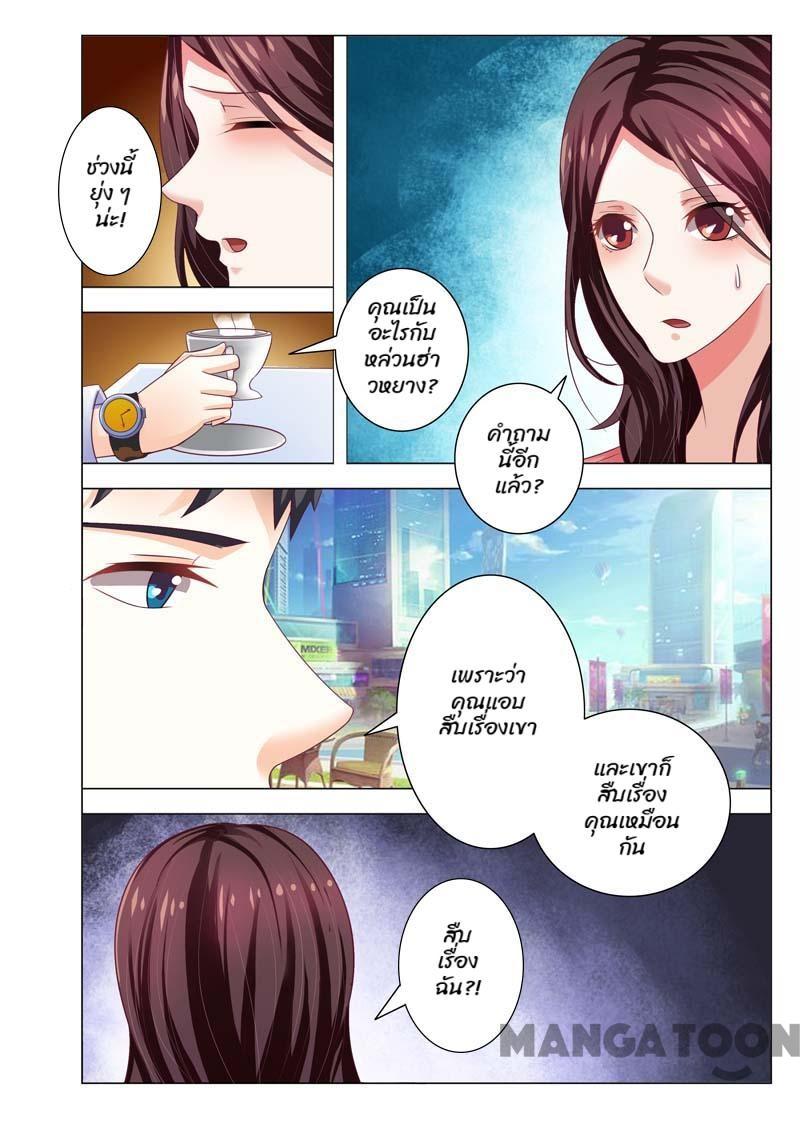 ช่วงนี้
ยุ่ง ๆ
น่ะ!
คุณเป็น
อะไรกับ
หล่วนฮ่า
วหยาง?
คำถาม
นี้อีก
แล้ว?
MIXER
เพราะว่า
คุณแอบ
สืบเรื่องเขา
และเขาก็
สืบเรื่อง
คุณเหมือน
กัน
สืบ
เรื่อง
ฉัน?!
MANGATOON